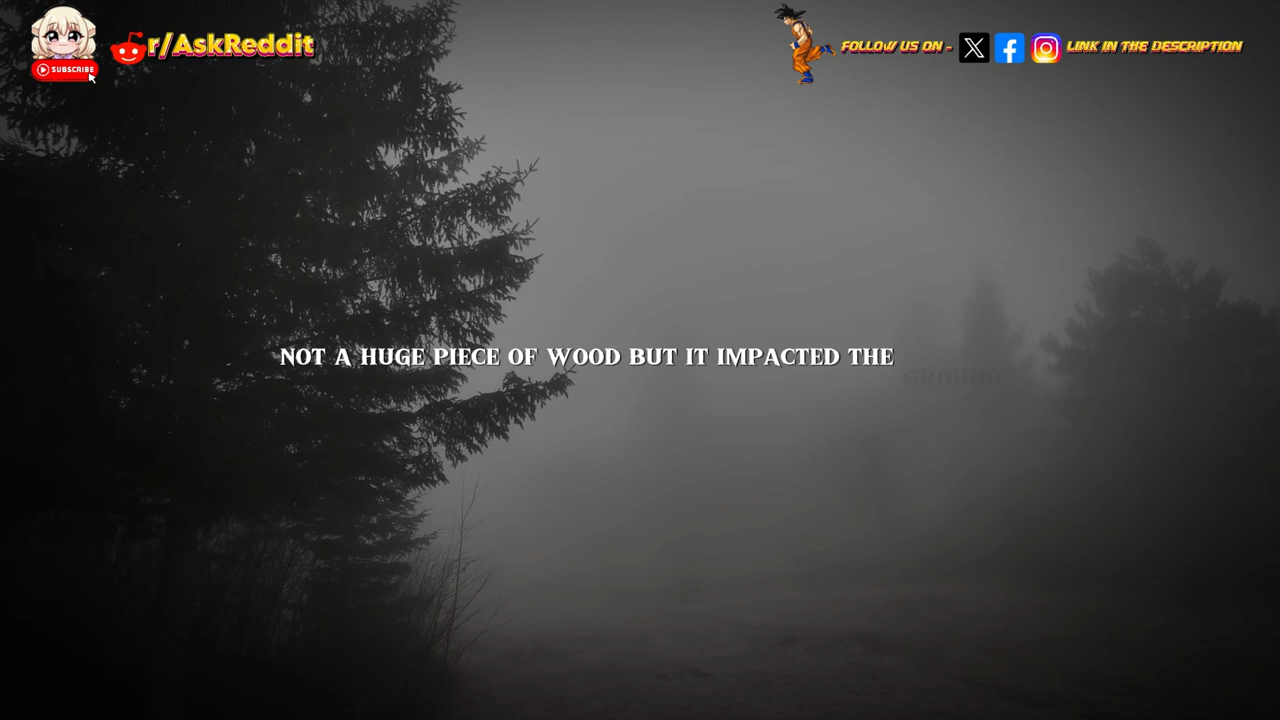 SUBSCRIBE
r/AskReddit
FOLLOW US ON -
LINK IN THE DESCRIPTION
NOT A HUGE PIECE OF WOOD BUT IT IMPACTED THE
GROUND